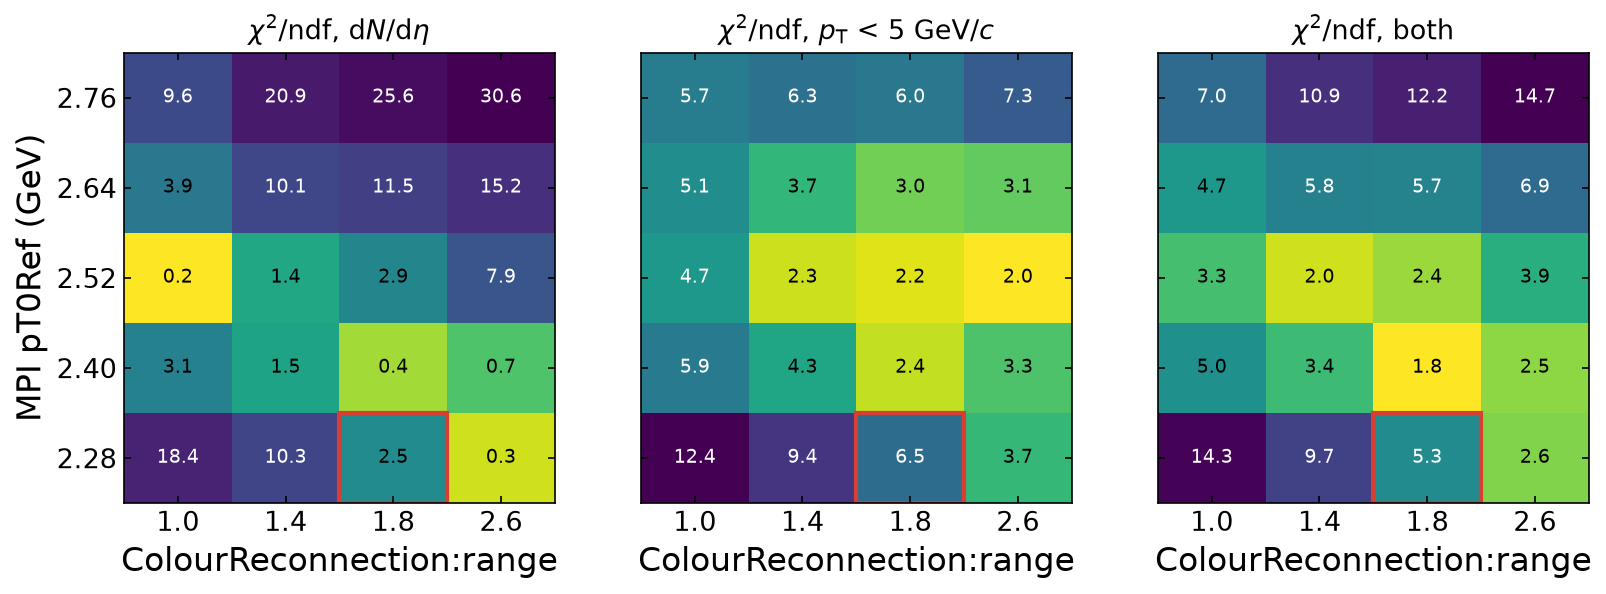 χ²/ndf, dN/dη
χ²/ndf, pT < 5 GeV/c
χ²/ndf, both
MPI pT0Ref (GeV)
2.76 9.6 20.9 25.6 30.6 5.7 6.3 6.0 7.3 7.0 10.9 12.2 14.7
2.64 3.9 10.1 11.5 15.2 5.1 3.7 3.0 3.1 4.7 5.8 5.7 6.9
2.52 0.2 1.4 2.9 7.9 4.7 2.3 2.2 2.0 3.3 2.0 2.4 3.9
2.40 3.1 1.5 0.4 0.7 5.9 4.3 2.4 3.3 5.0 3.4 1.8 2.5
2.28 18.4 10.3 2.5 0.3 12.4 9.4 6.5 3.7 14.3 9.7 5.3 2.6
1.0 1.4 1.8 2.6 1.0 1.4 1.8 2.6 1.0 1.4 1.8 2.6
ColourReconnection:range
ColourReconnection:range
ColourReconnection:range